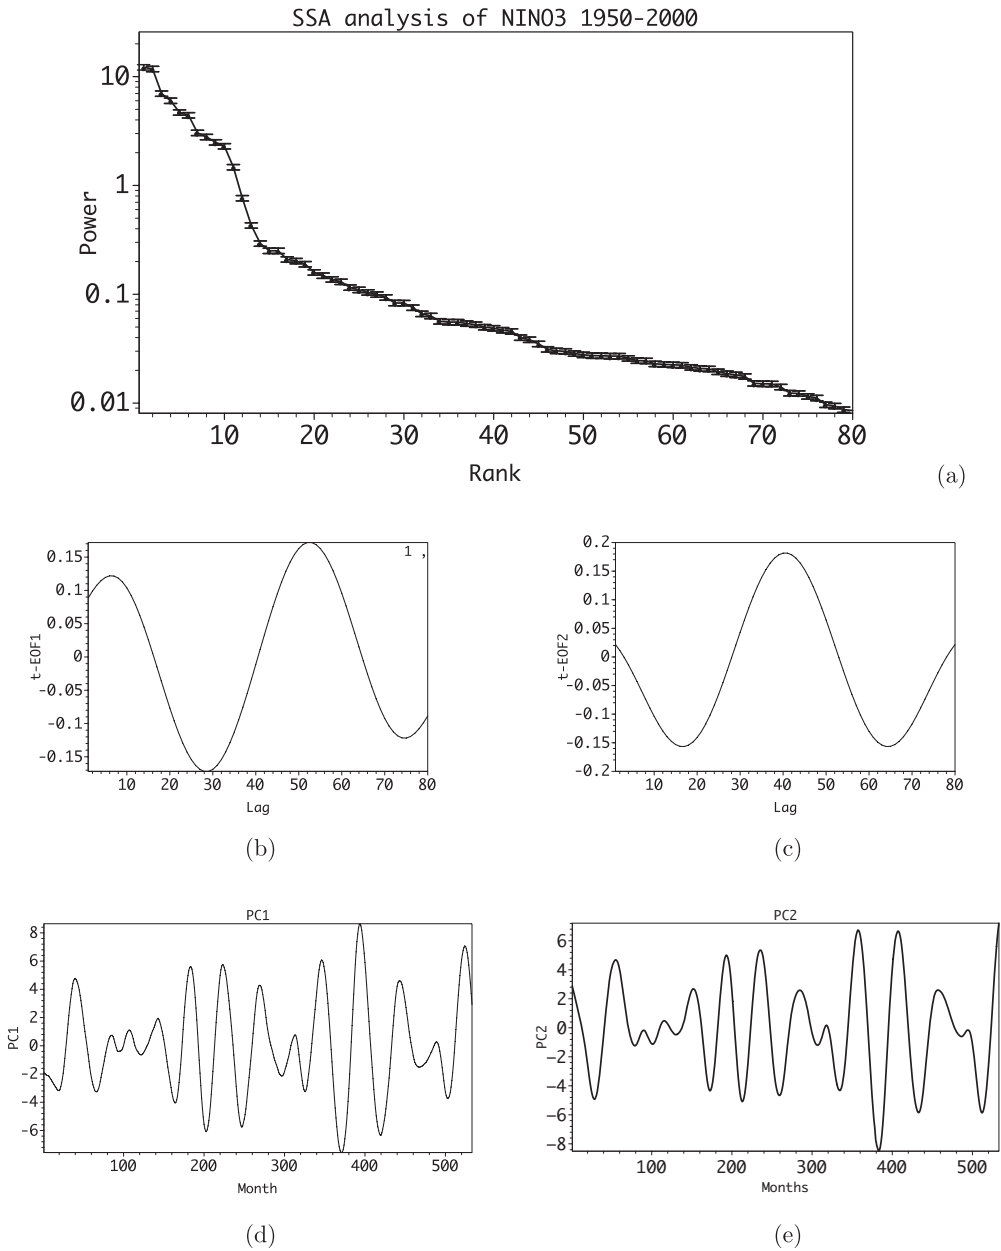 SSA analysis of NINO3 1950-2000
10
1
0.1
0.01
Power
10 20 30 40 50 60 70 80
Rank
(a)
0.15
0.1
0.05
0
-0.05
-0.1
-0.15
t-EOF1
1 ,
10 20 30 40 50 60 70 80
Lag
(b)
0.2
0.15
0.1
0.05
0
-0.05
-0.1
-0.15
-0.2
t-EOF2
10 20 30 40 50 60 70 80
Lag
(c)
PC1
8
6
4
2
0
-2
-4
-6
PC1
100 200 300 400 500
Month
(d)
PC2
6
4
2
0
-2
-4
-6
-8
PC2
100 200 300 400 500
Months
(e)